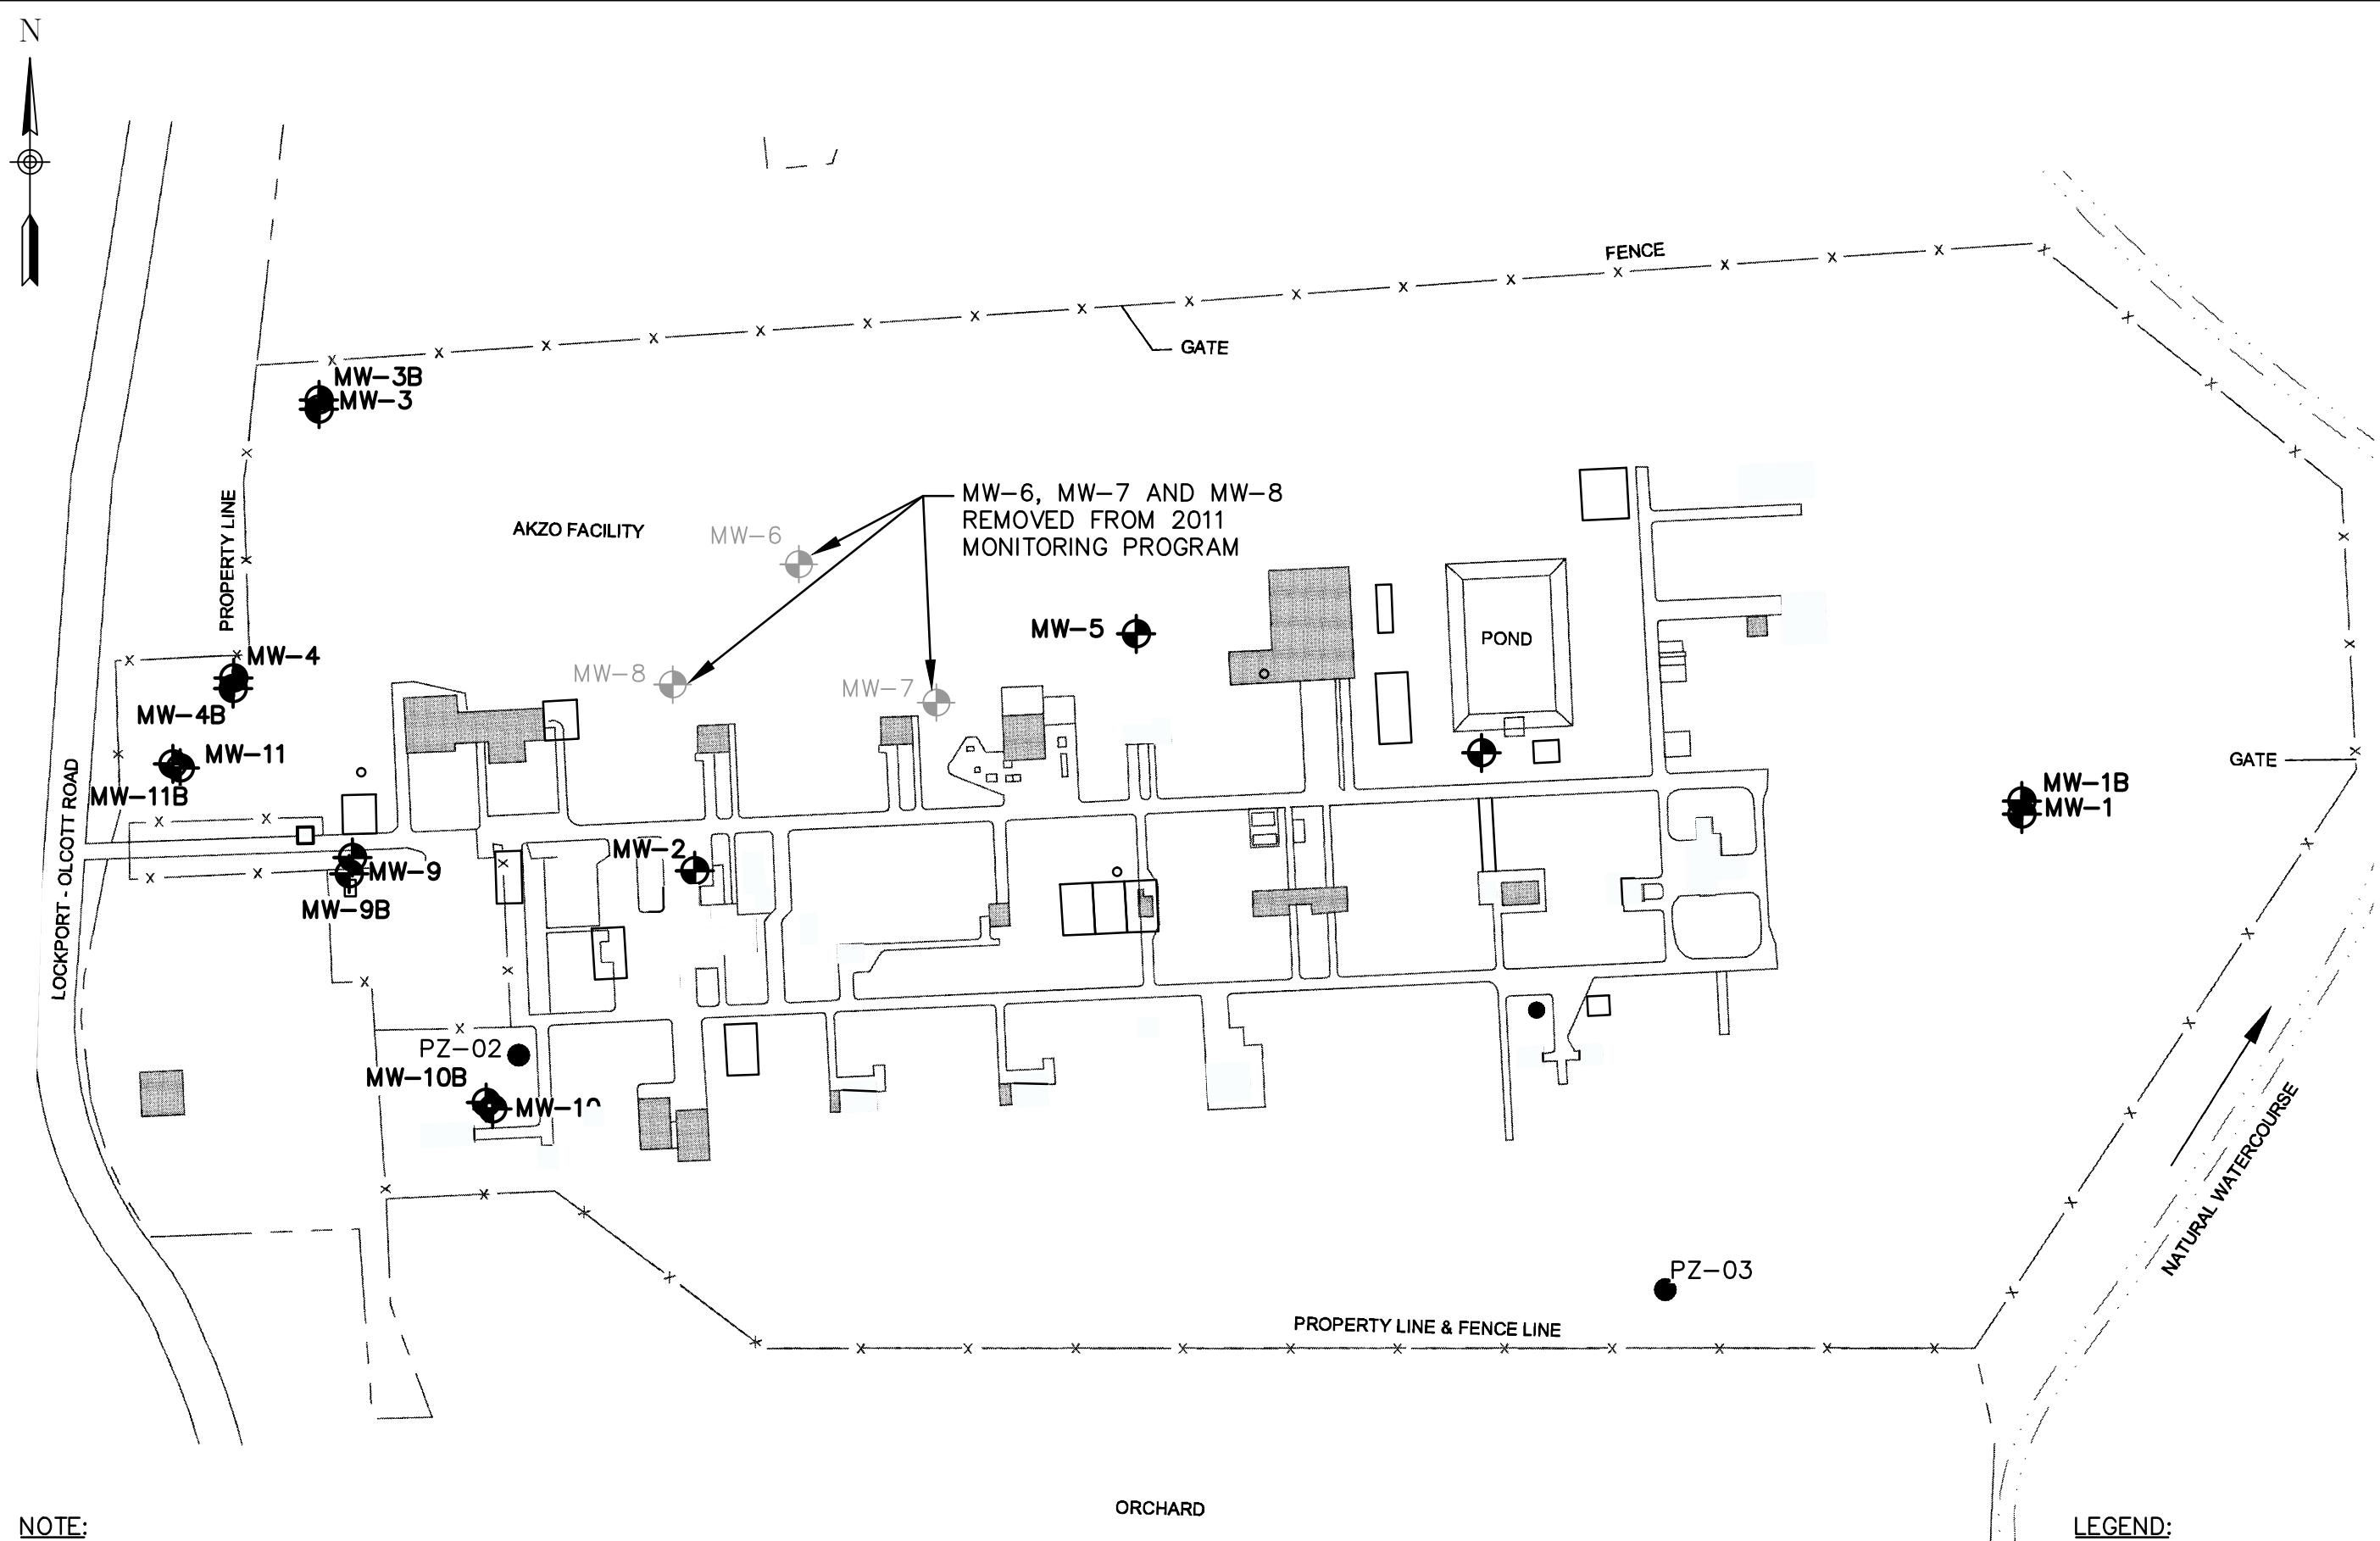 N
FENCE
GATE
MW-3B
MW-3
PROPERTY LINE
AKZO FACILITY
MW-6, MW-7 AND MW-8
REMOVED FROM 2011
MONITORING PROGRAM
MW-6
MW-5
POND
MW-4
MW-8
MW-7
MW-4B
MW-11
GATE
MW-11B
MW-1B
MW-1
LOCKPORT - OLCOTT ROAD
MW-2
MW-9
MW-9B
PZ-02
MW-10B
NATURAL WATERCOURSE
PZ-03
PROPERTY LINE & FENCE LINE
ORCHARD
NOTE:
LEGEND: